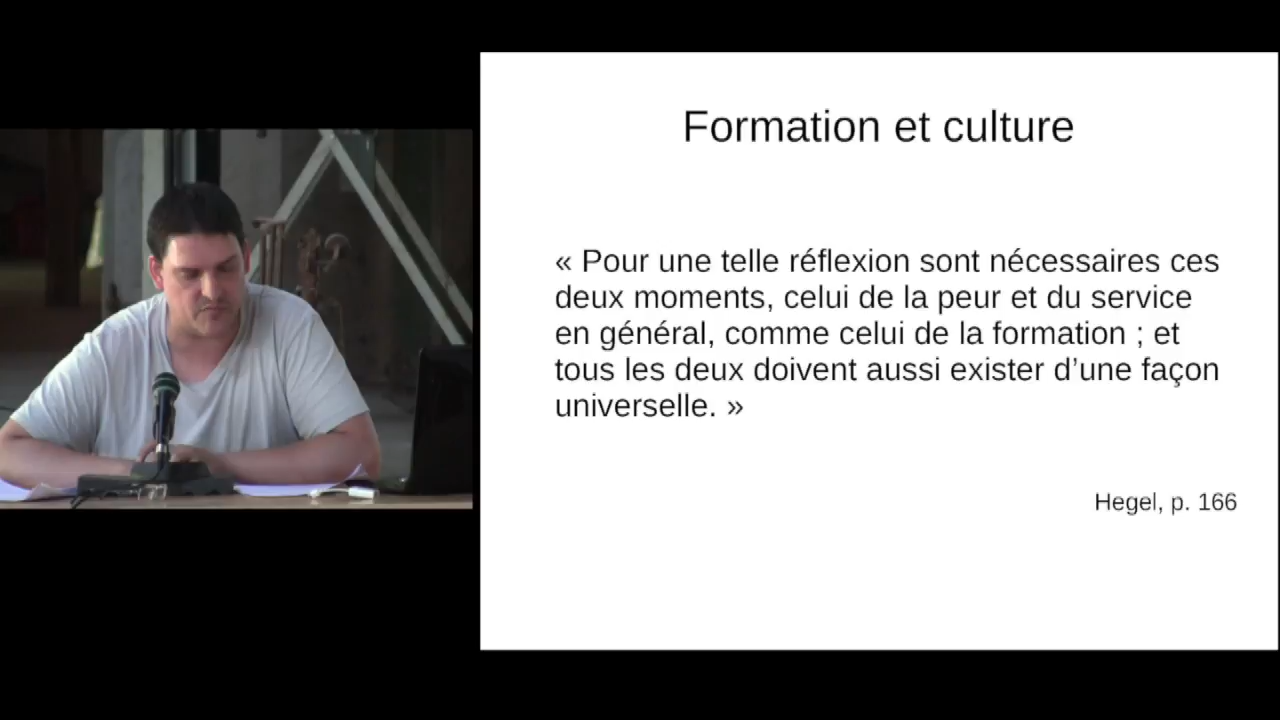 Formation et culture
« Pour une telle réflexion sont nécessaires ces
deux moments, celui de la peur et du service
en général, comme celui de la formation ; et
tous les deux doivent aussi exister d’une façon
universelle. »
Hegel, p. 166